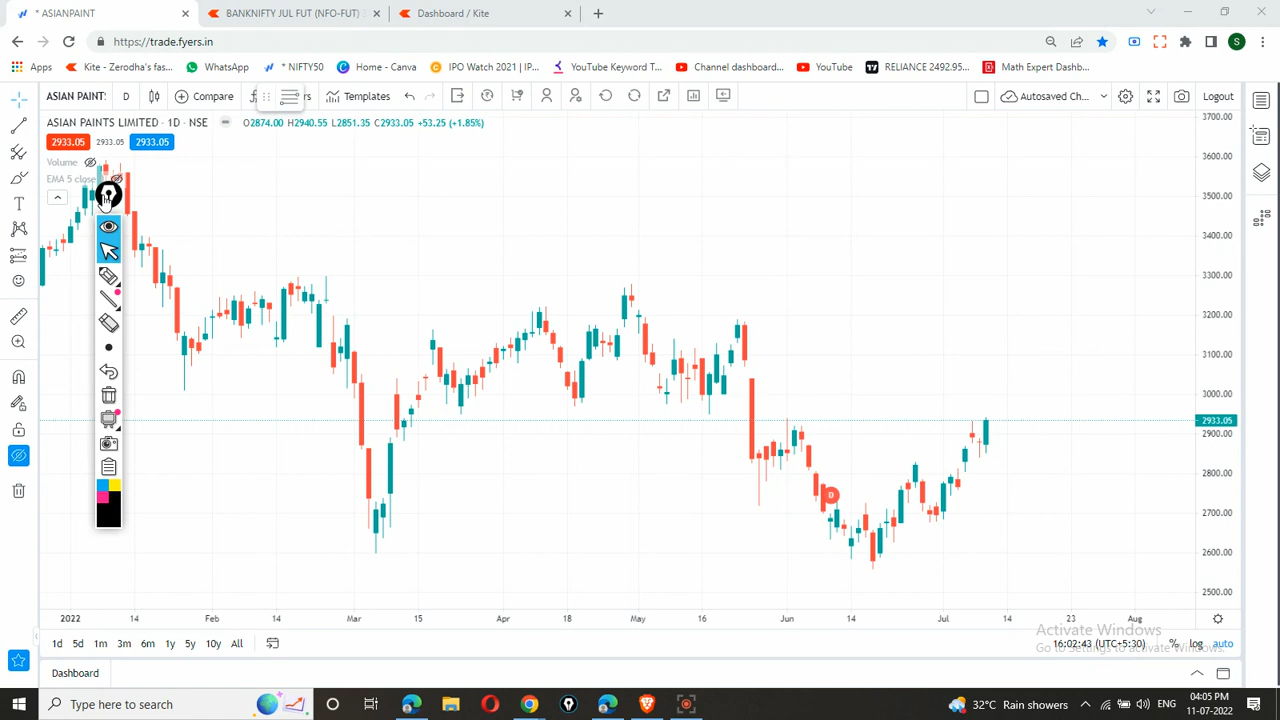 * ASIANPAINT
BANKNIFTY JUL FUT (NFO-FUT)
Dashboard / Kite
https://trade.fyers.in
S
Apps
Kite - Zerodha's fas...
WhatsApp
* NIFTY50
Home - Canva
IPO Watch 2021 | IP...
YouTube Keyword T...
Channel dashboard...
YouTube
RELIANCE 2492.95...
Math Expert Dashb...
ASIAN PAINT
D
Compare
Templates
Autosaved Ch...
Logout
ASIAN PAINTS LIMITED · 1D · NSE
O2874.00 H2940.55 L2851.35 C2933.05 +53.25 (+1.85%)
2933.05
2933.05
2933.05
Volume
EMA 5 close
3700.00
3600.00
3500.00
3400.00
3300.00
3200.00
3100.00
3000.00
2933.05
2900.00
2800.00
2700.00
2600.00
2500.00
D
2022
14
Feb
14
Mar
15
Apr
18
May
16
Jun
14
Jul
14
23
Aug
1d
5d
1m
3m
6m
1y
5y
10y
All
16:02:43 (UTC+5:30)
%
log
auto
Activate Windows
Go to Settings to activate Windows.
Dashboard
Type here to search
32°C Rain showers
ENG
04:05 PM
11-07-2022